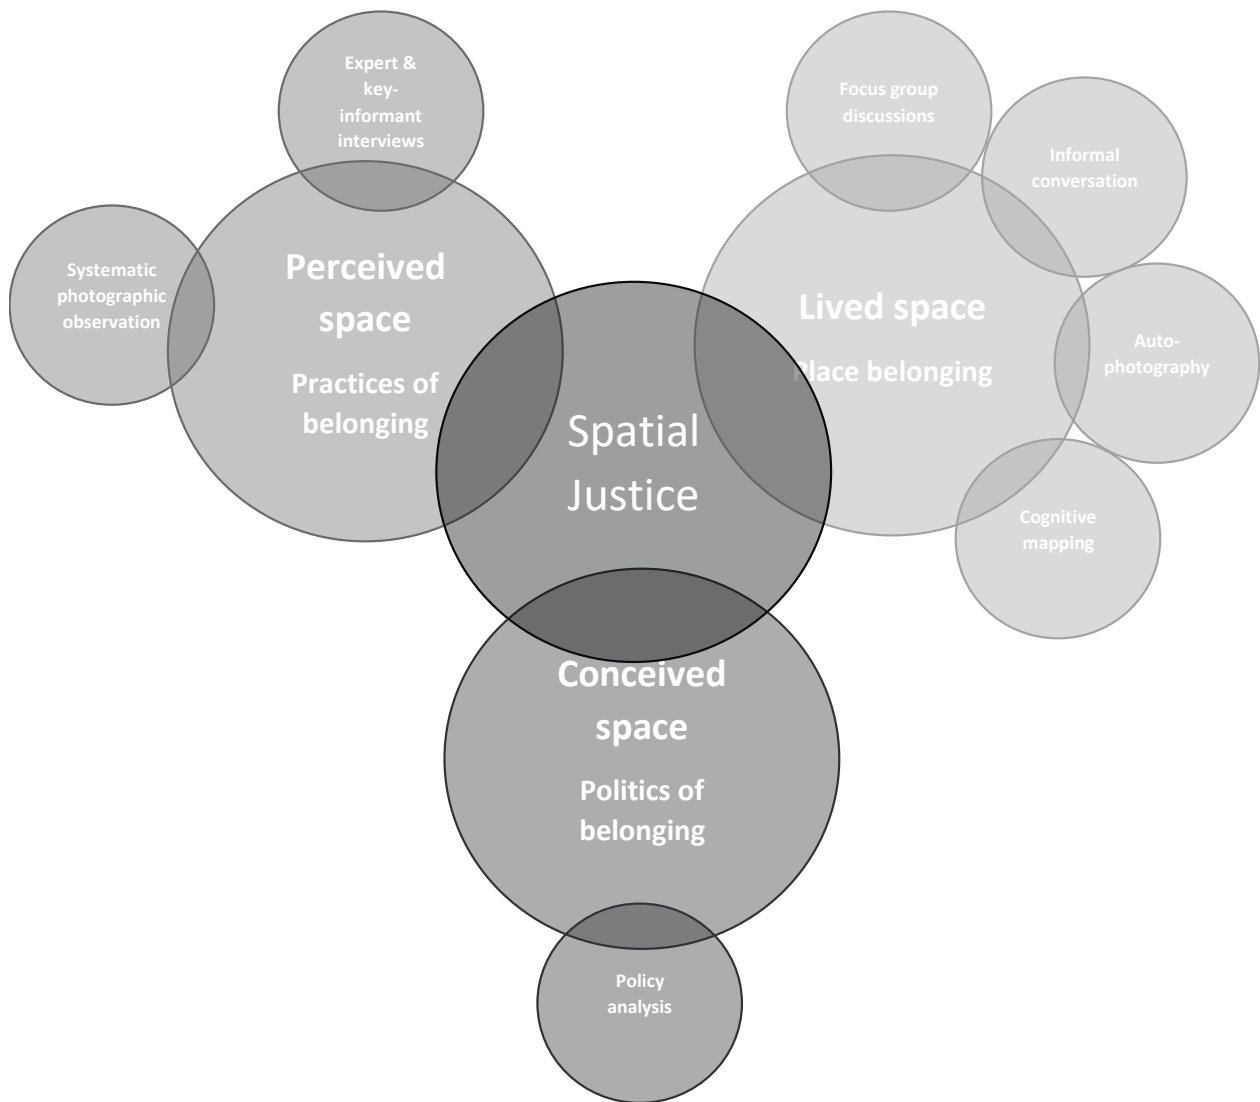 Expert &
key-
informant
interviews
Systematic
photographic
observation
Perceived
space
Practices of
belonging
Focus group
discussions
Informal
conversation
Lived space
Place belonging
Auto-
photography
Cognitive
mapping
Spatial
Justice
Conceived
space
Politics of
belonging
Policy
analysis